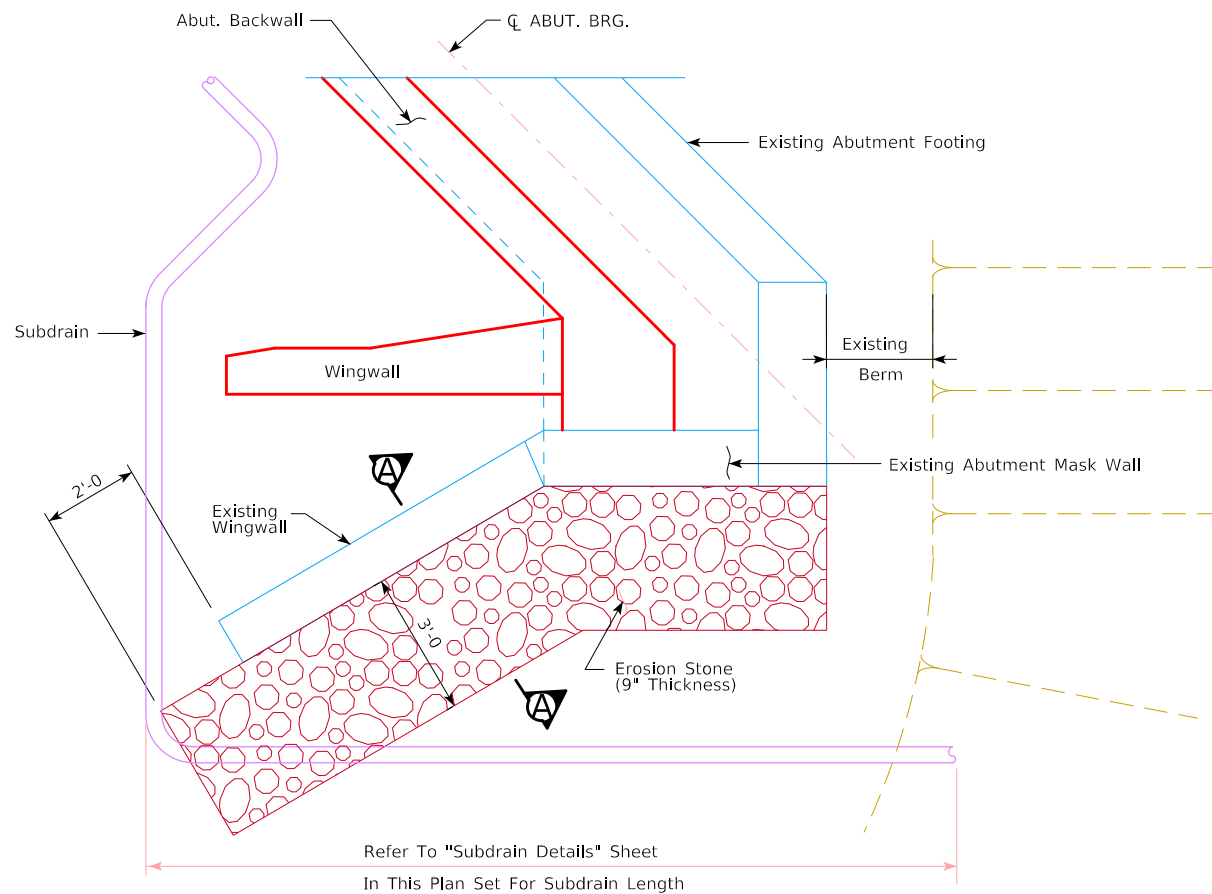 Abut. Backwall
℄ ABUT. BRG.
Existing Abutment Footing
Subdrain
Existing
Berm
Wingwall
Existing Abutment Mask Wall
2'-0
A
Existing
Wingwall
3'-0
Erosion Stone
(9" Thickness)
A
Refer To "Subdrain Details" Sheet
In This Plan Set For Subdrain Length